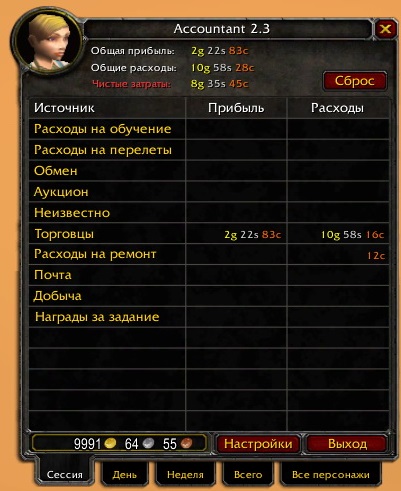 Accountant 2.3
Общая прибыль: 2g 22s 83c
Общие расходы: 10g 58s 28c
Чистые затраты: 8g 35s 45c
Сброс
Источник Прибыль Расходы
Расходы на обучение
Расходы на перелеты
Обмен
Аукцион
Неизвестно
Торговцы 2g 22s 83c 10g 58s 16c
Расходы на ремонт 12c
Почта
Добыча
Награды за задание
9991 64 55 Настройки Выход
Сессия День Неделя Всего Все персонажи